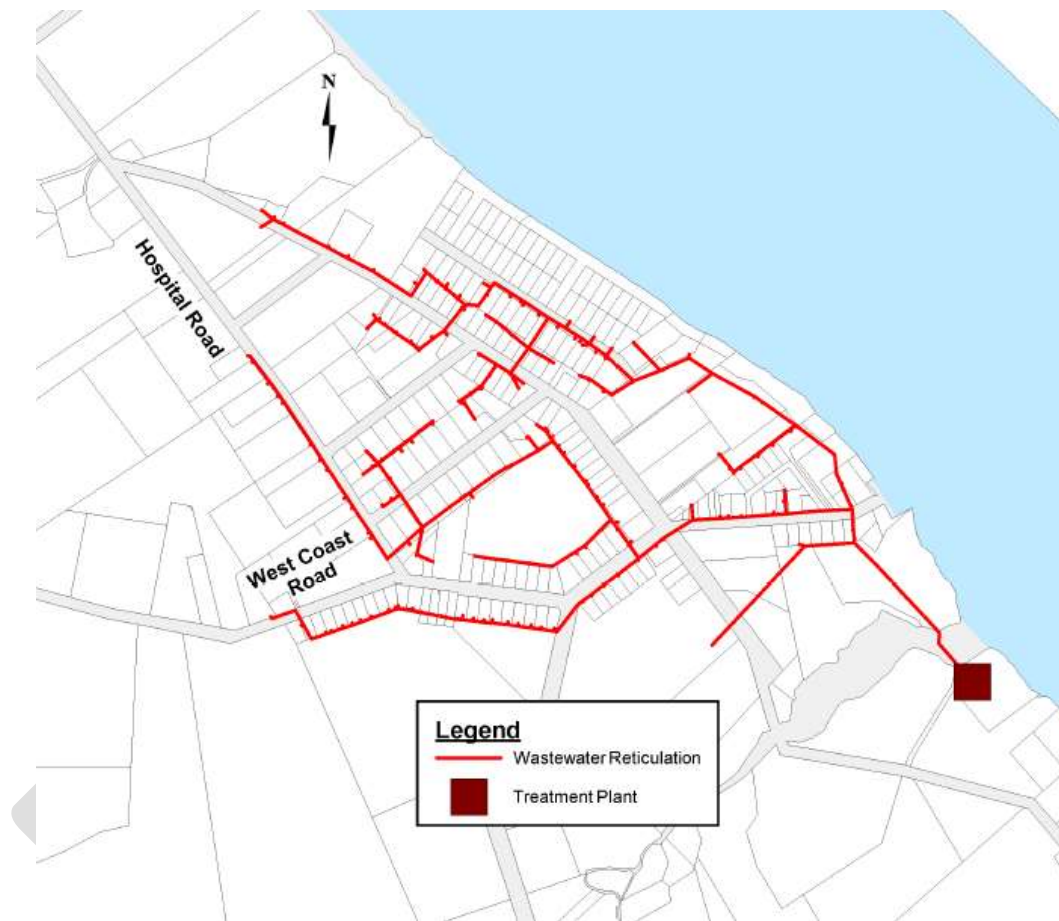 N
Hospital Road
West Coast
Road
Legend
Wastewater Reticulation
Treatment Plant